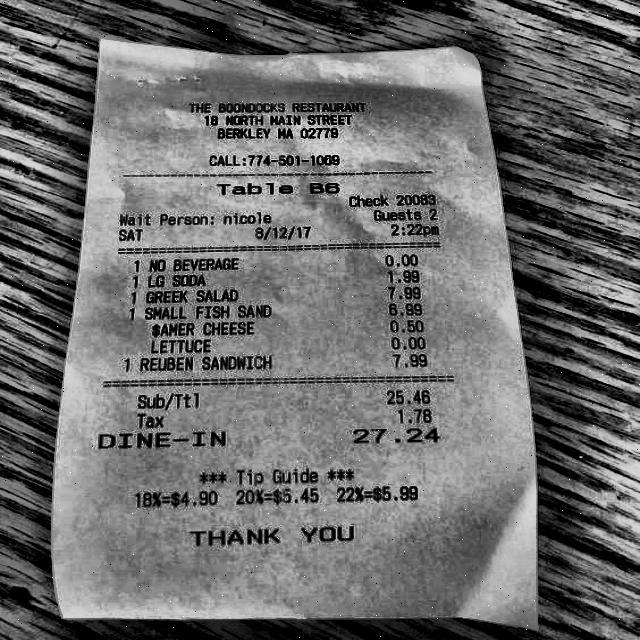 THE BOONDOCKS RESTAURANT
18 NORTH MAIN STREET
BERKLEY MA 02779
CALL:774-501-1069
Table B6
Check 20083
Wait Person: nicole Guests 2
SAT 8/12/17 2:22pm
1 NO BEVERAGE 0.00
1 LG SODA 1.99
1 GREEK SALAD 7.99
1 SMALL FISH SAND 6.99
$AMER CHEESE 0.50
LETTUCE 0.00
1 REUBEN SANDWICH 7.99
Sub/Ttl 25.46
Tax 1.78
DINE-IN 27.24
*** Tip Guide ***
18%=$4.90 20%=$5.45 22%=$5.99
THANK YOU